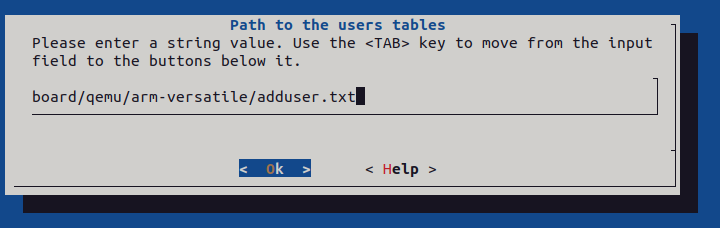 Path to the users tables
Please enter a string value. Use the <TAB> key to move from the input
field to the buttons below it.
board/qemu/arm-versatile/adduser.txt
< Ok > < Help >